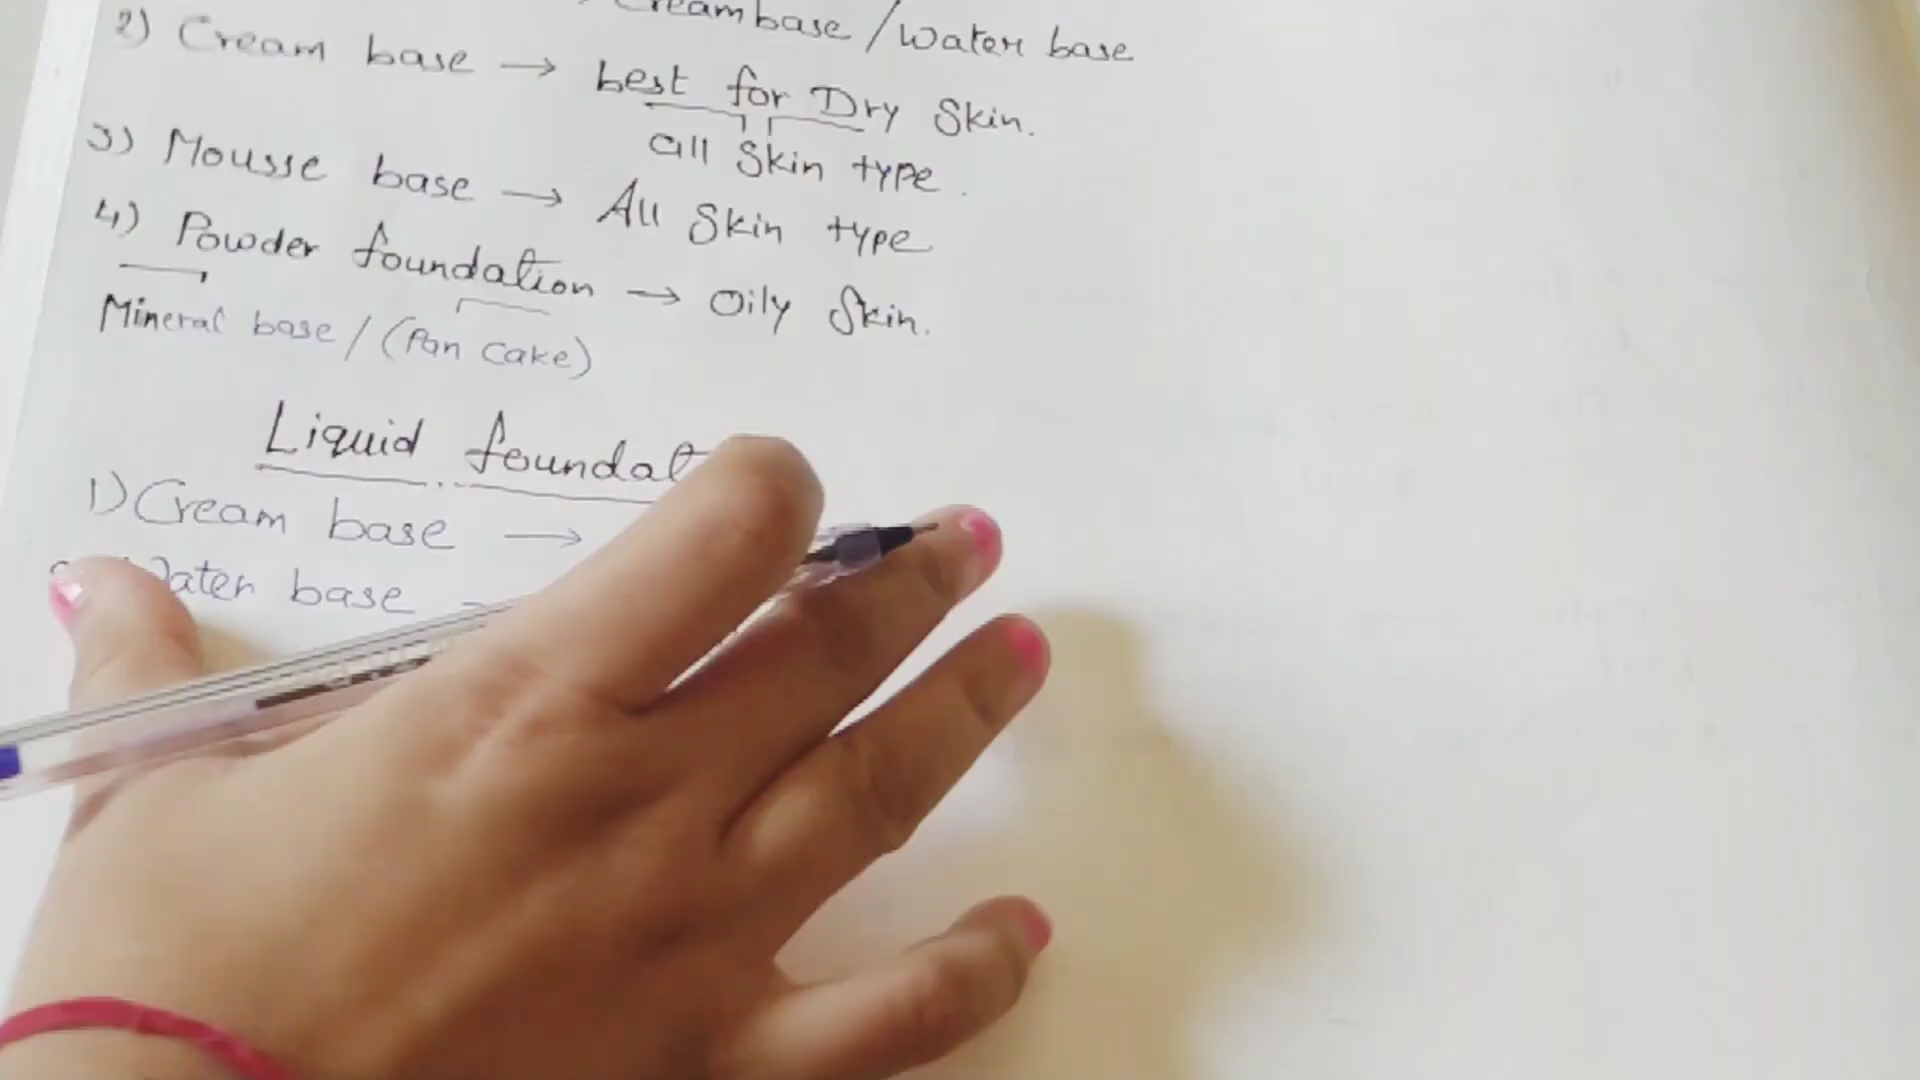 Cream base / Water base
2) Cream base → best for Dry Skin.
all Skin type.
3) Mousse base → All Skin type
4) Powder foundation → Oily Skin.
Mineral base / (Pan Cake)
Liquid foundat
1) Cream base →
Water base →